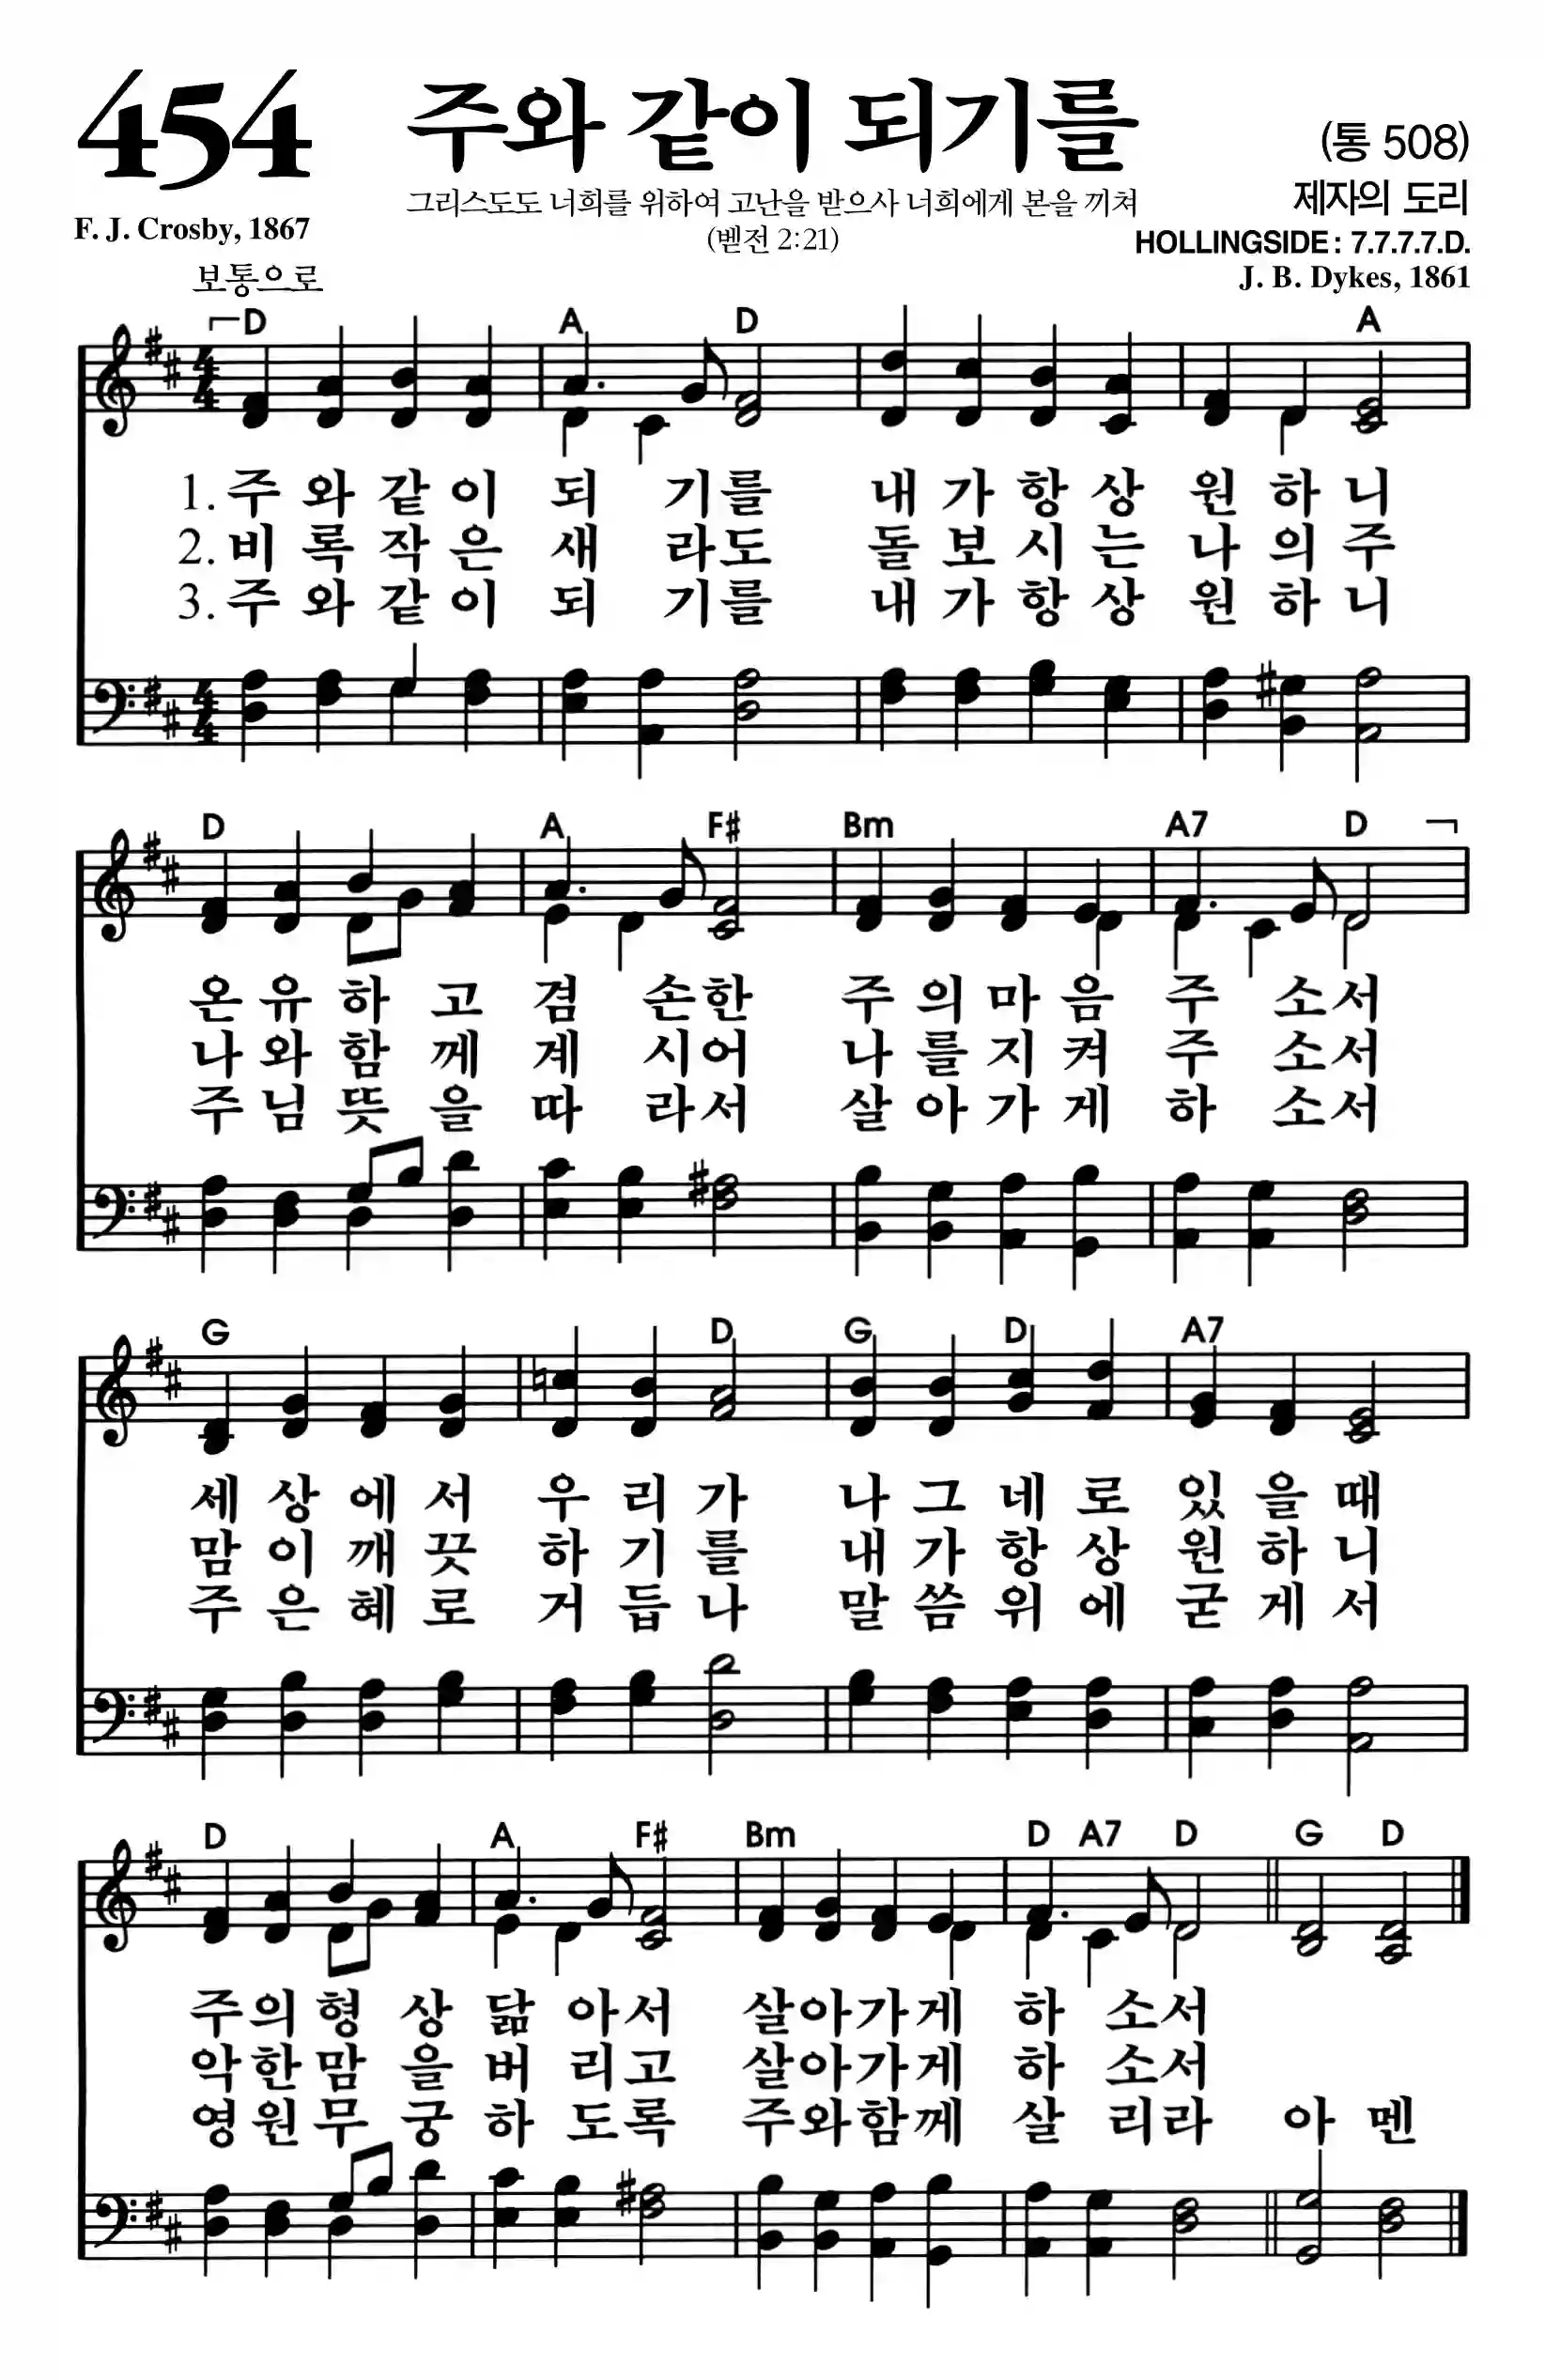 454 주와 같이 되기를 (통 508)
그리스도도 너희를 위하여 고난을 받으사 너희에게 본을 끼쳐 제자의 도리
F. J. Crosby, 1867 (벧전 2:21) HOLLINGSIDE : 7.7.7.7.D.
보통으로 J. B. Dykes, 1861
D A D A
1. 주 와 같 이 되 기를 내 가 항 상 원 하 니
2. 비 록 작 은 새 라도 돌 보 시 는 나 의 주
3. 주 와 같 이 되 기를 내 가 항 상 원 하 니
D A F# Bm A7 D
온 유 하 고 겸 손한 주 의 마 음 주 소서
나 와 함 께 계 시어 나 를 지 켜 주 소서
주 님 뜻 을 따 라서 살 아 가 게 하 소서
G D G D A7
세 상 에 서 우 리 가 나 그 네 로 있 을 때
맘 이 깨 끗 하 기 를 내 가 항 상 원 하 니
주 은 혜 로 거 듭 나 말 씀 위 에 굳 게 서
D A F# Bm D A7 D G D
주의 형 상 닮 아서 살아가게 하 소서
악한 맘 을 버 리고 살아가게 하 소서
영원 무 궁 하 도록 주와함께 살 리라 아 멘